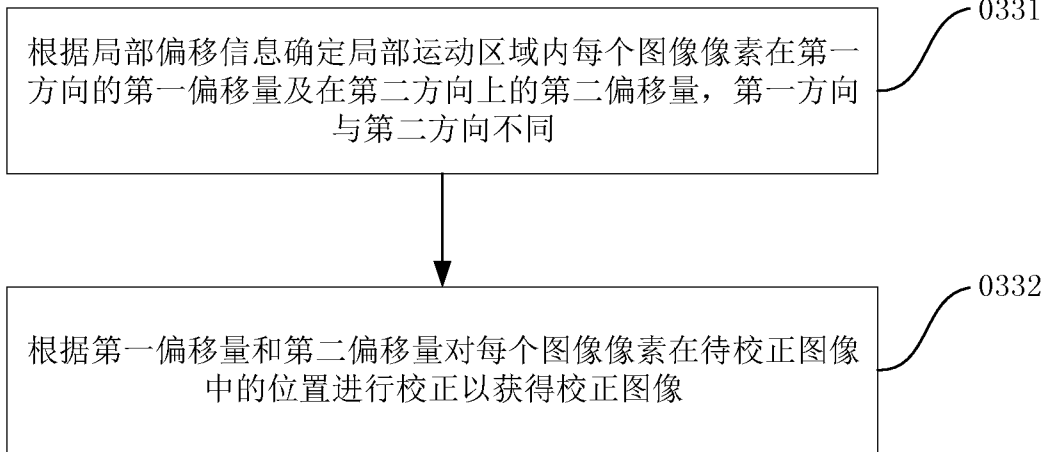 0331
根据局部偏移信息确定局部运动区域内每个图像像素在第一
方向的第一偏移量及在第二方向上的第二偏移量，第一方向
与第二方向不同
0332
根据第一偏移量和第二偏移量对每个图像像素在待校正图像
中的位置进行校正以获得校正图像